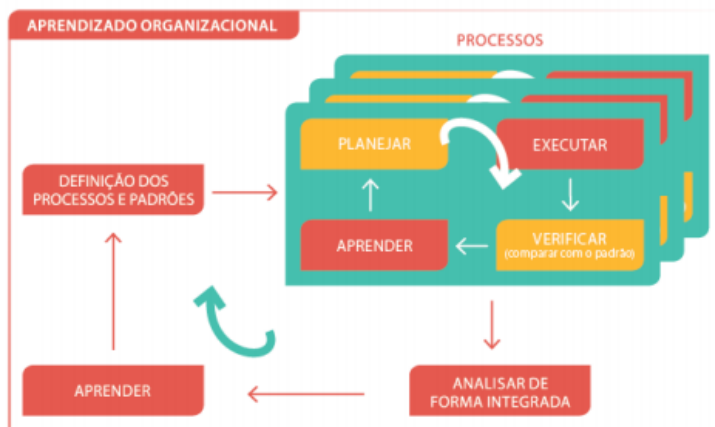 APRENDIZADO ORGANIZACIONAL
PROCESSOS
PLANEJAR
EXECUTAR
DEFINIÇÃO DOS
PROCESSOS E PADRÕES
APRENDER
VERIFICAR
(comparar com o padrão)
APRENDER
ANALISAR DE
FORMA INTEGRADA